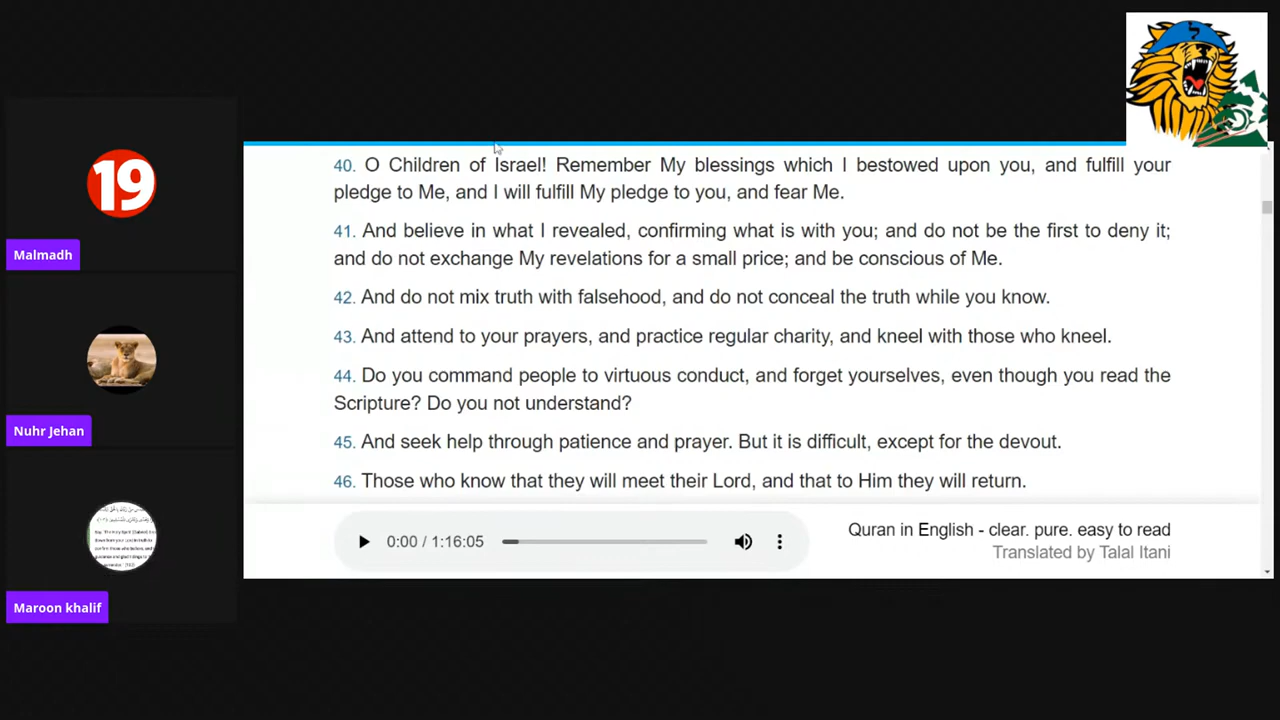 19
Malmadh
Nuhr Jehan
Maroon khalif
40. O Children of Israel! Remember My blessings which I bestowed upon you, and fulfill your
pledge to Me, and I will fulfill My pledge to you, and fear Me.
41. And believe in what I revealed, confirming what is with you; and do not be the first to deny it;
and do not exchange My revelations for a small price; and be conscious of Me.
42. And do not mix truth with falsehood, and do not conceal the truth while you know.
43. And attend to your prayers, and practice regular charity, and kneel with those who kneel.
44. Do you command people to virtuous conduct, and forget yourselves, even though you read the
Scripture? Do you not understand?
45. And seek help through patience and prayer. But it is difficult, except for the devout.
46. Those who know that they will meet their Lord, and that to Him they will return.
0:00 / 1:16:05
Quran in English - clear. pure. easy to read
Translated by Talal Itani